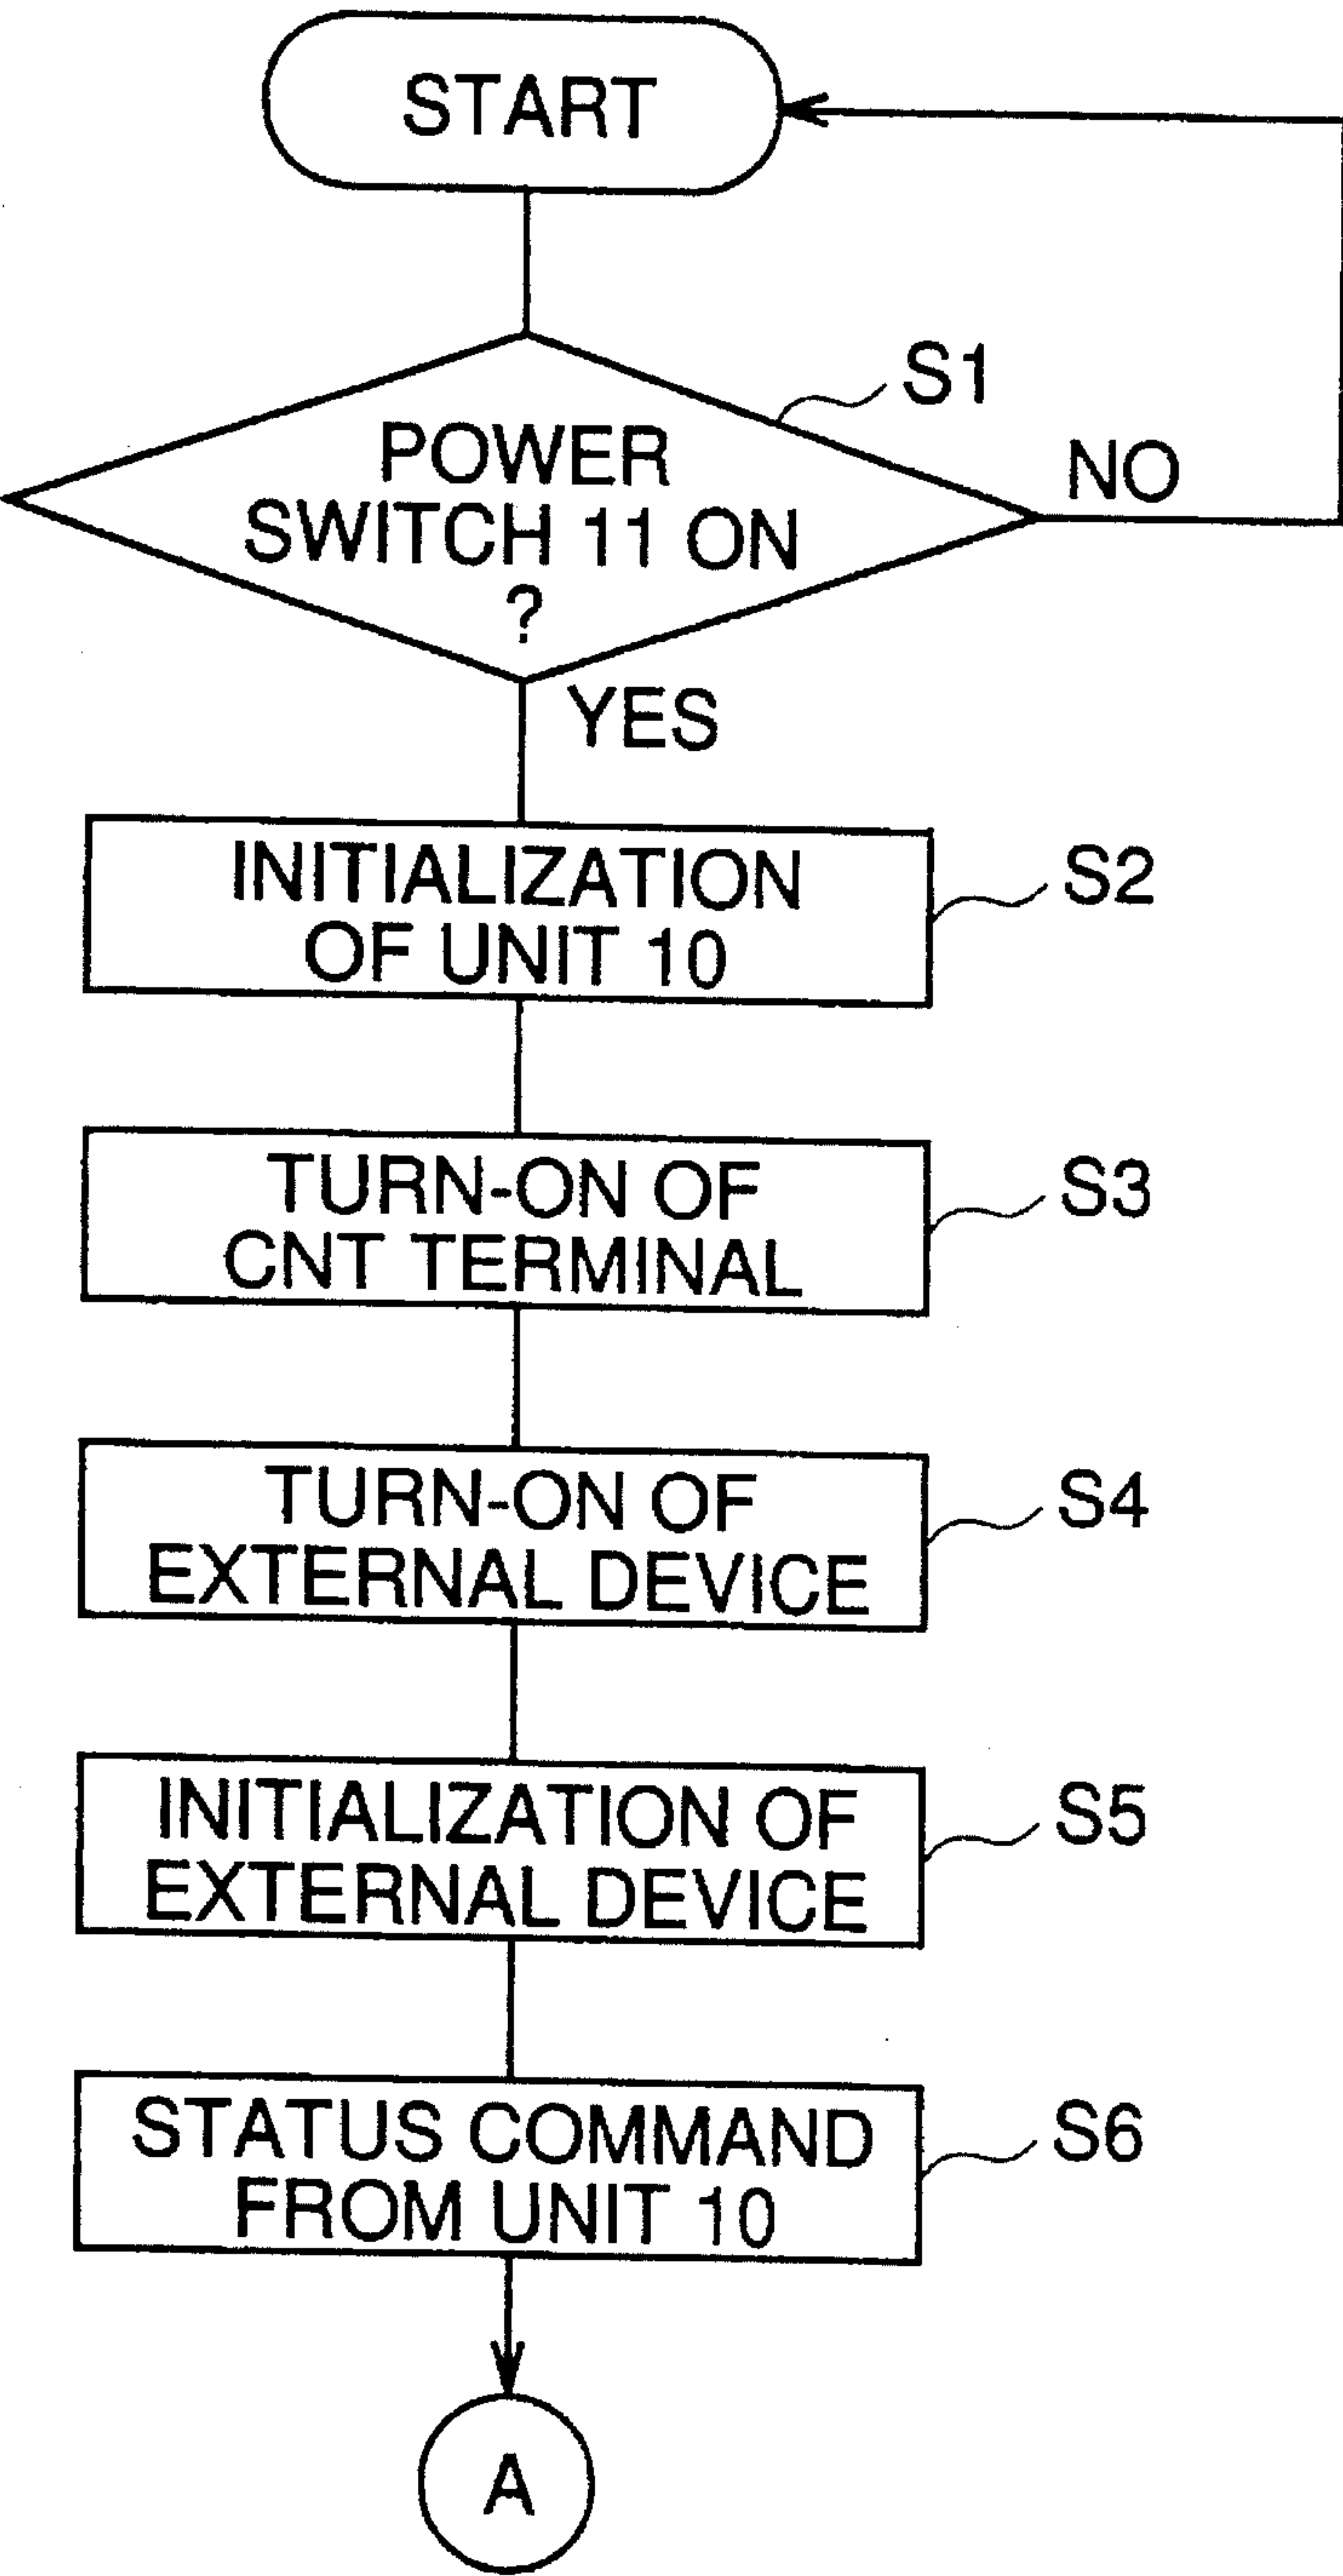 START
S1
POWER
SWITCH 11 ON
?
NO
YES
INITIALIZATION
OF UNIT 10
S2
TURN-ON OF
CNT TERMINAL
S3
TURN-ON OF
EXTERNAL DEVICE
S4
INITIALIZATION OF
EXTERNAL DEVICE
S5
STATUS COMMAND
FROM UNIT 10
S6
A